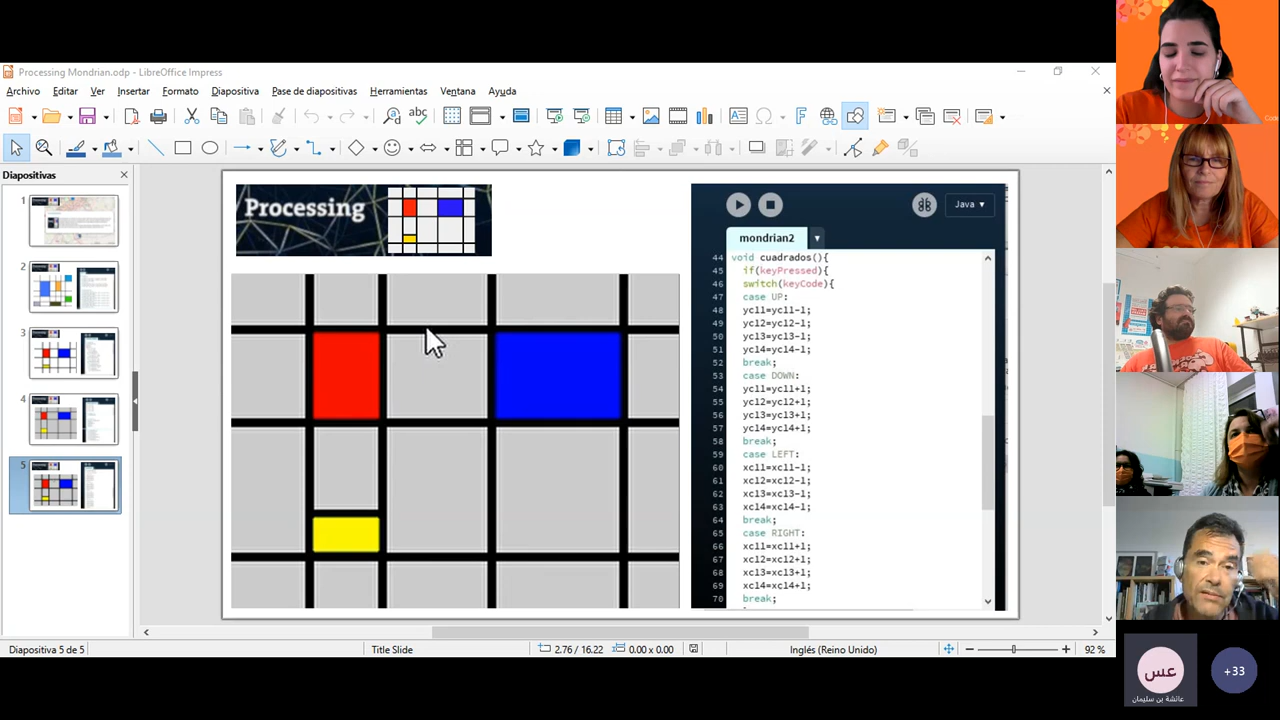 Processing Mondrian.odp - LibreOffice Impress
Archivo Editar Ver Insertar Formato Diapositiva Pase de diapositivas Herramientas Ventana Ayuda
abc
Diapositivas
1
2
3
4
5
Processing
Java
mondrian2
44 void cuadrados(){
45 if(keyPressed){
46 switch(keyCode){
47 case UP:
48 ycl1=ycl1-1;
49 ycl2=ycl2-1;
50 ycl3=ycl3-1;
51 ycl4=ycl4-1;
52 break;
53 case DOWN:
54 ycl1=ycl1+1;
55 ycl2=ycl2+1;
56 ycl3=ycl3+1;
57 ycl4=ycl4+1;
58 break;
59 case LEFT:
60 xcl1=xcl1-1;
61 xcl2=xcl2-1;
62 xcl3=xcl3-1;
63 xcl4=xcl4-1;
64 break;
65 case RIGHT:
66 xcl1=xcl1+1;
67 xcl2=xcl2+1;
68 xcl3=xcl3+1;
69 xcl4=xcl4+1;
70 break;
Diapositiva 5 de 5 Title Slide 2.76 / 16.22 0.00 x 0.00 Inglés (Reino Unido) 92 %
عس
عائشة بن سليمان
+33